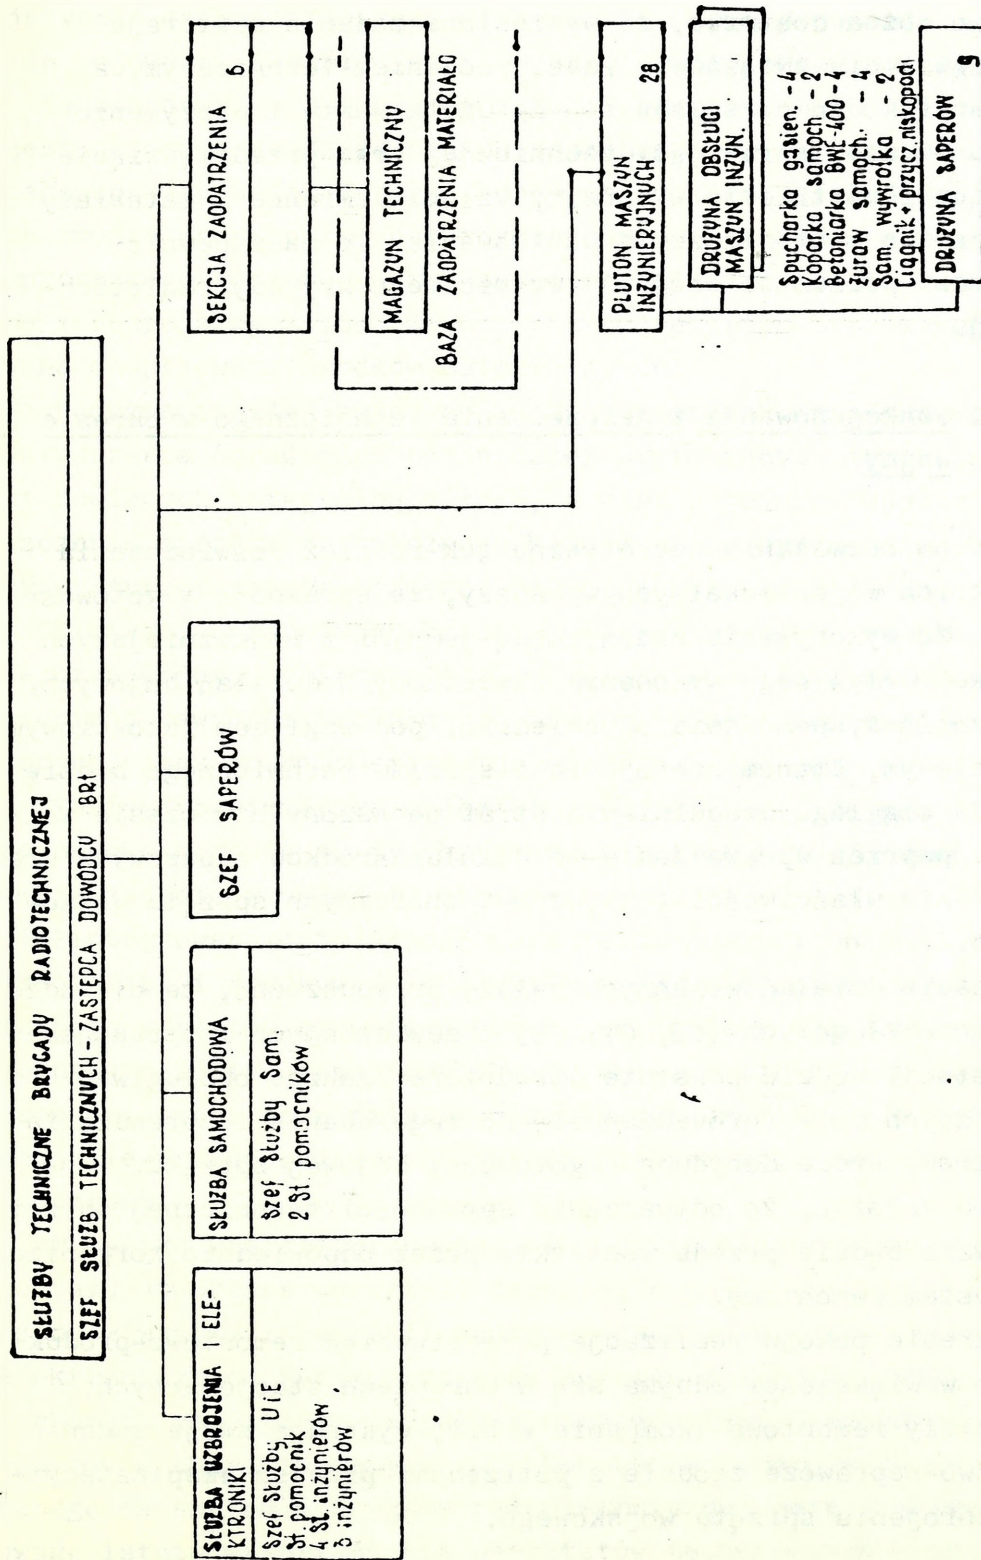 SŁUŻBY TECHNICZNE BRYGADY RADIOTECHNICZNEJ
SZEF SŁUŻB TECHNICZNYCH - ZASTĘPCA DOWÓDCY BRt
SŁUŻBA UZBROJENIA I ELE-
KTRONIKI
Szef Służby UiE
St. pomocnik
4 St. inżynierów
3 inżynierów
SŁUŻBA SAMOCHODOWA
Szef Służby Sam.
2 St. pomocników
SZEF SAPERÓW
SEKCJA ZAOPATRZENIA
6
MAGAZYN TECHNICZNY
BAZA ZAOPATRZENIA MATERIAŁO
PLUTON MASZYN
INŻYNIERYJNYCH 28
DRUŻYNA OBSŁUGI
MASZYN INŻYN.
Spycharka gąsien. -4
Koparka samoch. - 2
Betoniarka BWE-400-4
żuraw samoch. - 4
Sam. wywrotka - 2
Ciągnik + przycz. niskopodł
DRUŻYNA SAPERÓW
9